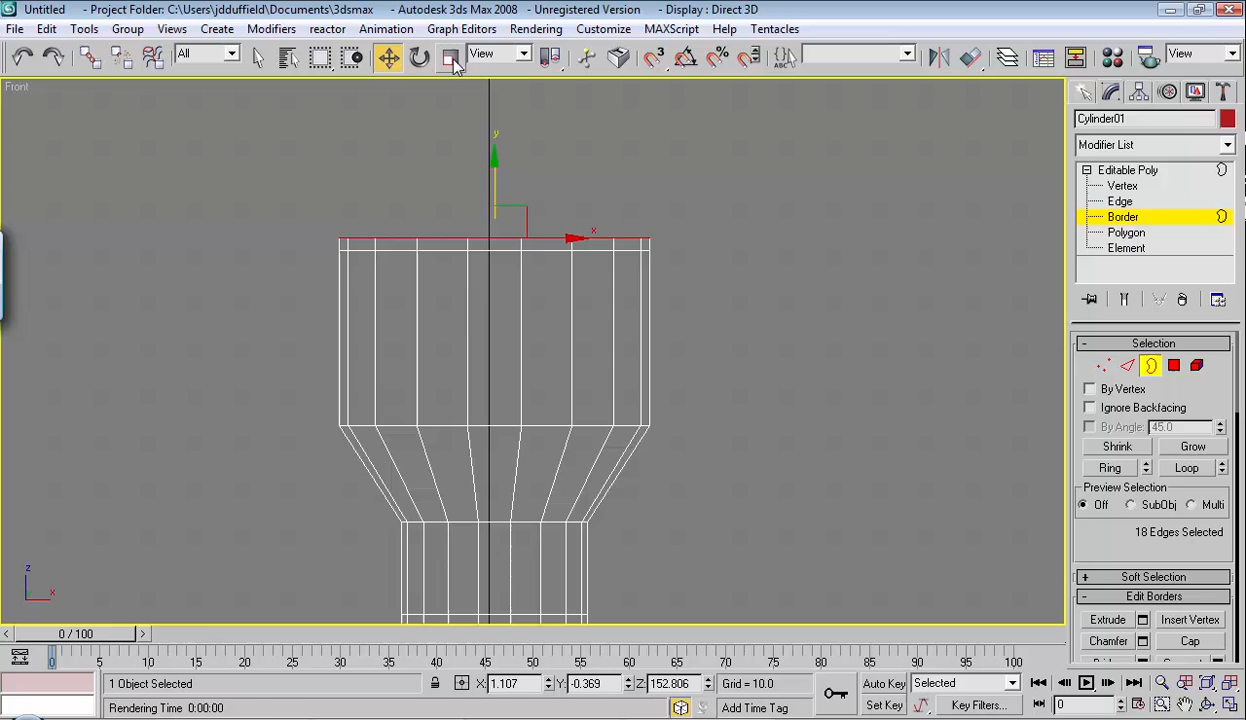 Untitled - Project Folder: C:\Users\jdduffield\Documents\3dsmax - Autodesk 3ds Max 2008 - Unregistered Version - Display : Direct 3D
File Edit Tools Group Views Create Modifiers reactor Animation Graph Editors Rendering Customize MAXScript Help Tentacles
All View View
Front
y
x
z
x
Cylinder01
Modifier List
Editable Poly
Vertex
Edge
Border
Polygon
Element
- Selection
By Vertex
Ignore Backfacing
By Angle: 45.0
Shrink Grow
Ring Loop
Preview Selection
Off SubObj Multi
18 Edges Selected
+ Soft Selection
- Edit Borders
Extrude Insert Vertex
Chamfer Cap
< 0 / 100 >
0 5 10 15 20 25 30 35 40 45 50 55 60 65 70 75 80 85 90 95 100
1 Object Selected X: 1.107 Y: -0.369 Z: 152.806 Grid = 10.0 Auto Key Selected
Rendering Time 0:00:00 Add Time Tag Set Key Key Filters... 0